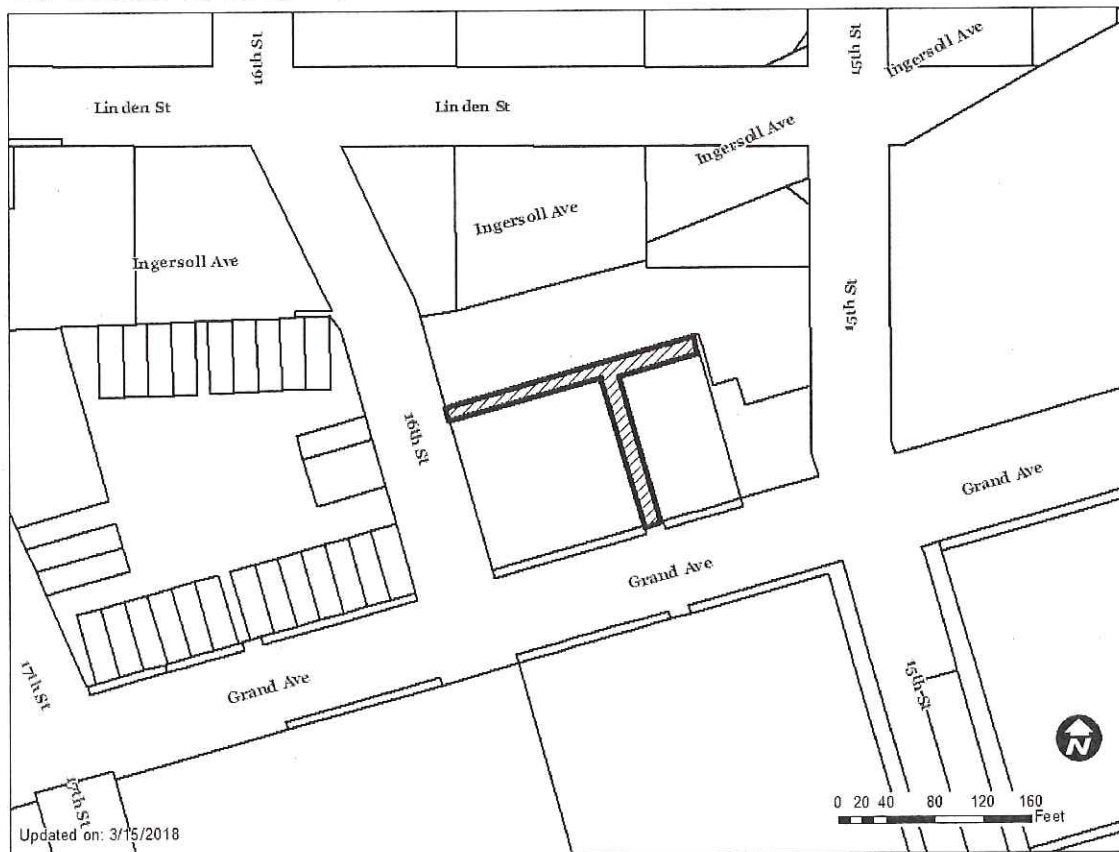 16th St
15th St
Ingersoll Ave
Linden St
Linden St
Ingersoll Ave
Ingersoll Ave
Ingersoll Ave
15th St
16th St
Grand Ave
Grand Ave
17th St
Grand Ave
15th St
N
17th St
0 20 40 80 120 160
Feet
Updated on: 3/15/2018